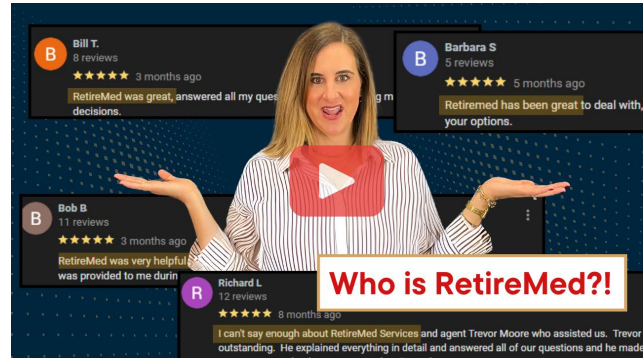 B
Bill T.
8 reviews
3 months ago
RetireMed was great, answered all my ques
g m
decisions.
B
Barbara S
5 reviews
5 months ago
Retiremed has been great to deal with,
your options.
B
Bob B
11 reviews
3 months ago
RetireMed was very helpful
was provided to me durin
R
Richard L
12 reviews
8 months ago
I can't say enough about RetireMed Services and agent Trevor Moore who assisted us. Trevor
outstanding. He explained everything in detail and answered all of our questions and he made
Who is RetireMed?!